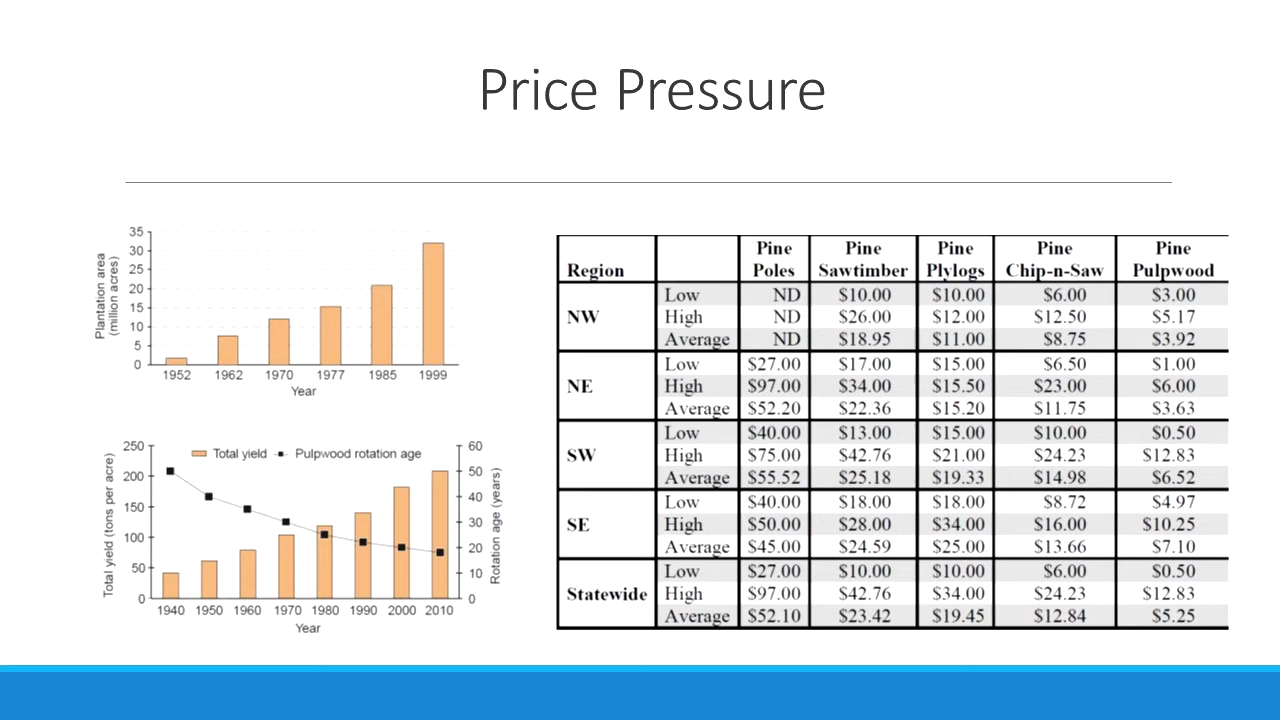 Price Pressure
35
30
25
20
15
10
5
0
Plantation area
(million acres)
1952 1962 1970 1977 1985 1999
Year
250
200
150
100
50
0
Total yield (tons per acre)
Total yield Pulpwood rotation age
60
50
40
30
20
10
0
Rotation age (years)
1940 1950 1960 1970 1980 1990 2000 2010
Year
Region Pine Poles Pine Sawtimber Pine Plylogs Pine Chip-n-Saw Pine Pulpwood
NW
Low ND $10.00 $10.00 $6.00 $3.00
High ND $26.00 $12.00 $12.50 $5.17
Average ND $18.95 $11.00 $8.75 $3.92
NE
Low $27.00 $17.00 $15.00 $6.50 $1.00
High $97.00 $34.00 $15.50 $23.00 $6.00
Average $52.20 $22.36 $15.20 $11.75 $3.63
SW
Low $40.00 $13.00 $15.00 $10.00 $0.50
High $75.00 $42.76 $21.00 $24.23 $12.83
Average $55.52 $25.18 $19.33 $14.98 $6.52
SE
Low $40.00 $18.00 $18.00 $8.72 $4.97
High $50.00 $28.00 $34.00 $16.00 $10.25
Average $45.00 $24.59 $25.00 $13.66 $7.10
Statewide
Low $27.00 $10.00 $10.00 $6.00 $0.50
High $97.00 $42.76 $34.00 $24.23 $12.83
Average $52.10 $23.42 $19.45 $12.84 $5.25